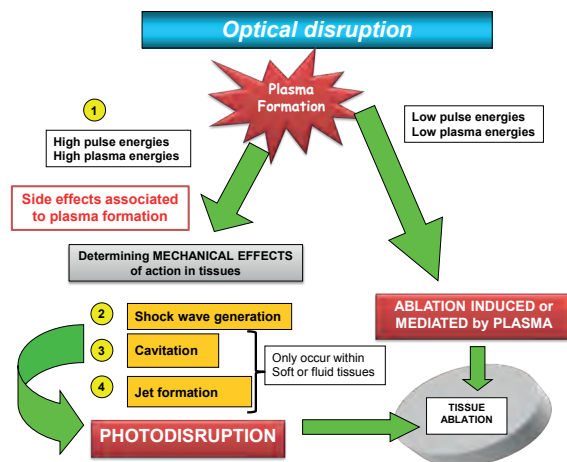 Optical disruption
Plasma
Formation
1
High pulse energies
High plasma energies
Low pulse energies
Low plasma energies
Side effects associated
to plasma formation
Determining MECHANICAL EFFECTS
of action in tissues
2
Shock wave generation
3
Cavitation
4
Jet formation
Only occur within
Soft or fluid tissues
PHOTODISRUPTION
ABLATION INDUCED or
MEDIATED by PLASMA
TISSUE
ABLATION